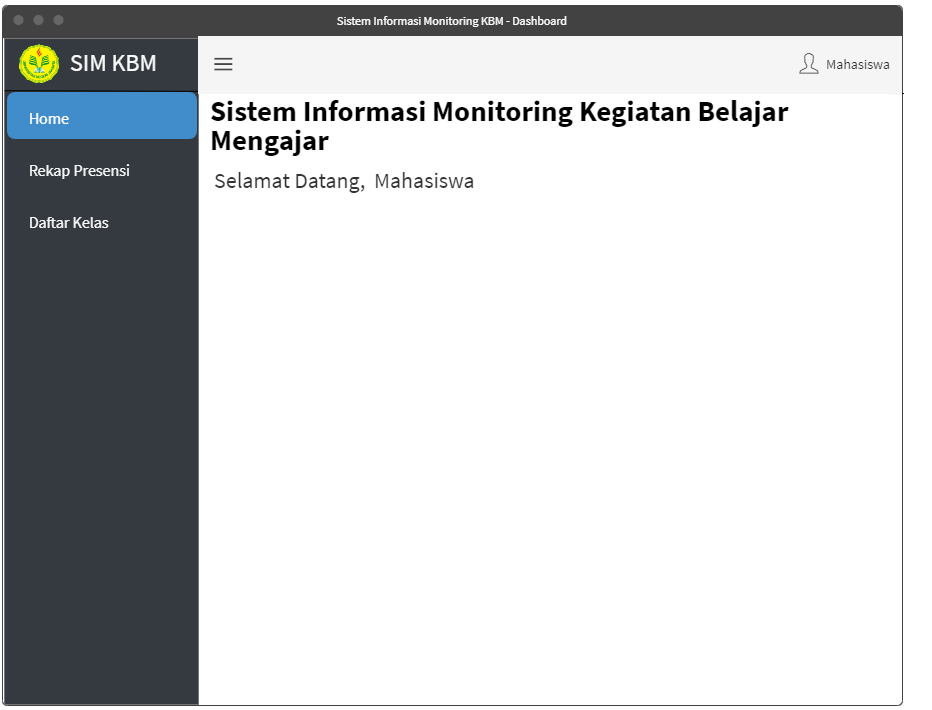 Sistem Informasi Monitoring KBM - Dashboard
SIM KBM
Mahasiswa
Home
Rekap Presensi
Daftar Kelas
Sistem Informasi Monitoring Kegiatan Belajar
Mengajar
Selamat Datang, Mahasiswa